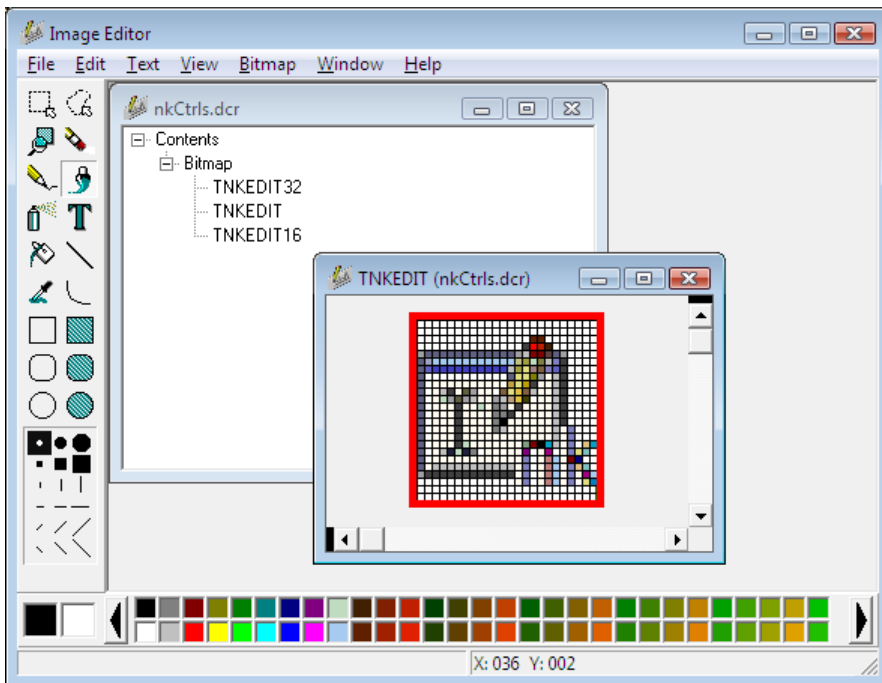 Image Editor
File Edit Text View Bitmap Window Help
nkCtrls.dcr
Contents
Bitmap
TNKEDIT32
TNKEDIT
TNKEDIT16
TNKEDIT (nkCtrls.dcr)
nk
T
X: 036 Y: 002